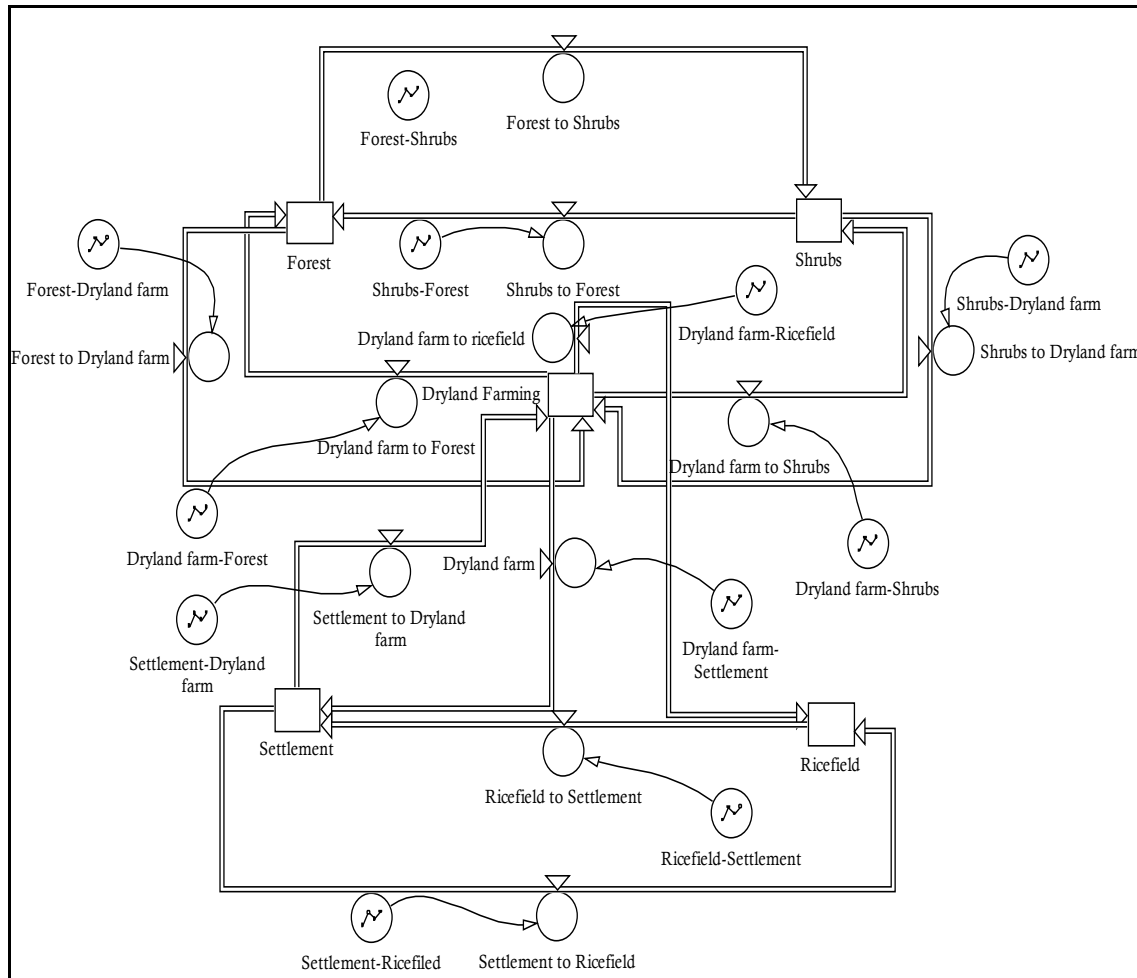 Forest to Shrubs
Forest-Shrubs
Forest
Shrubs
Forest-Dryland farm
Shrubs-Forest
Shrubs to Forest
Shrubs-Dryland farm
Dryland farm to ricefield
Dryland farm-Ricefield
Forest to Dryland farm
Shrubs to Dryland farm
Dryland Farming
Dryland farm to Forest
Dryland farm to Shrubs
Dryland farm-Forest
Dryland farm
Dryland farm-Shrubs
Settlement to Dryland
farm
Settlement-Dryland
farm
Dryland farm-
Settlement
Settlement
Ricefield
Ricefield to Settlement
Ricefield-Settlement
Settlement-Ricefiled
Settlement to Ricefield